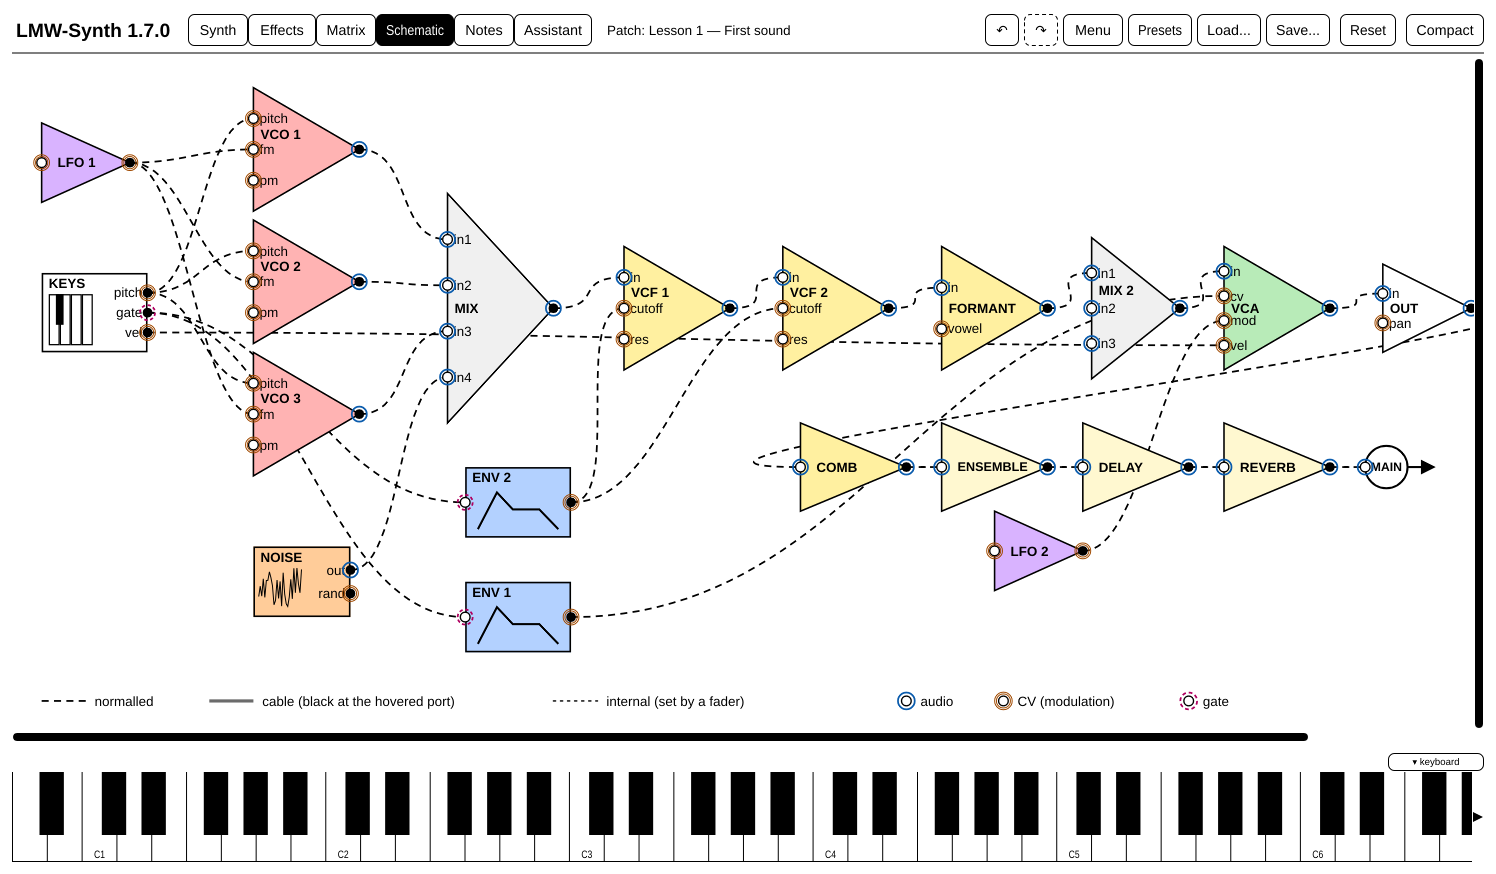 LMW-Synth 1.7.0
Synth
Effects
Matrix
Schematic
Notes
Assistant
Patch: Lesson 1 — First sound
↶
↷
Menu
Presets
Load...
Save...
Reset
Compact
LFO 1
KEYS
pitch
gate
vel
pitch
VCO 1
fm
pm
pitch
VCO 2
fm
pm
pitch
VCO 3
fm
pm
NOISE
out
rand
in1
in2
MIX
in3
in4
ENV 2
ENV 1
in
VCF 1
cutoff
res
in
VCF 2
cutoff
res
in
FORMANT
vowel
in1
MIX 2
in2
in3
in
cv
VCA
mod
vel
in
OUT
pan
COMB
ENSEMBLE
DELAY
REVERB
MAIN
LFO 2
normalled
cable (black at the hovered port)
internal (set by a fader)
audio
CV (modulation)
gate
▾ keyboard
C1
C2
C3
C4
C5
C6